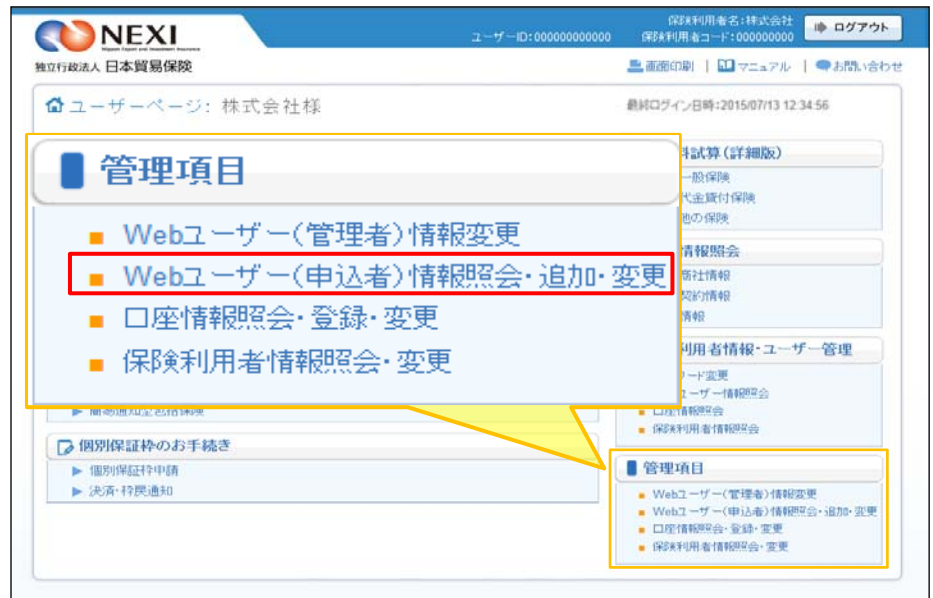 NEXI
Nippon Export and Investment Insurance
独立行政法人 日本貿易保険
ユーザーID:000000000000
保険利用者名:株式会社
保険利用者コード:000000000
ログアウト
画面印刷 | マニュアル | お問い合わせ
ユーザーページ: 株式会社様
最終ログイン日時:2015/07/13 12:34:56
管理項目
Webユーザー(管理者)情報変更
Webユーザー(申込者)情報照会・追加・変更
口座情報照会・登録・変更
保険利用者情報照会・変更
料試算(詳細版)
一般保険
代金貸付保険
他の保険
情報照会
商社情報
契約情報
情報
利用者情報・ユーザー管理
ード変更
ユーザー情報照会
口座情報照会
保険利用者情報照会
個別保証枠のお手続き
個別保証枠申請
決済・枠戻通知
管理項目
Webユーザー(管理者)情報変更
Webユーザー(申込者)情報照会・追加・変更
口座情報照会・登録・変更
保険利用者情報照会・変更